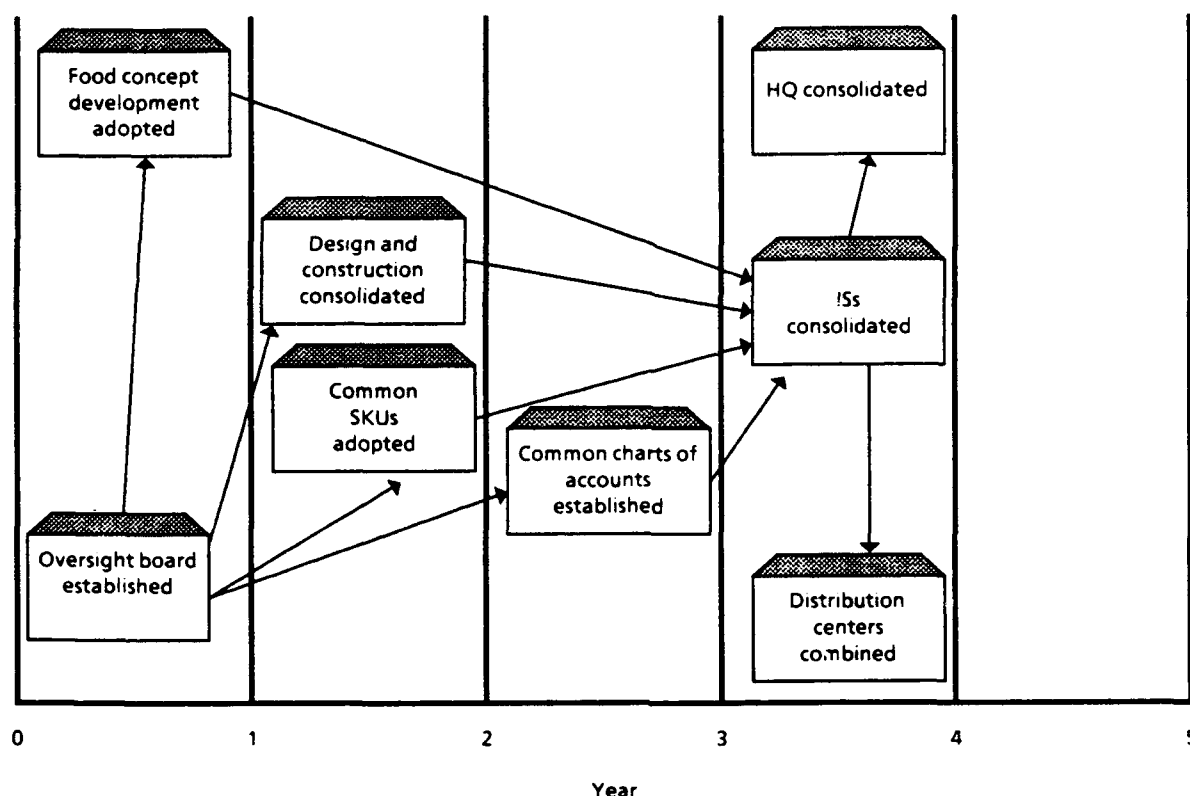 Food concept
development
adopted
HQ consolidated
Design and
construction
consolidated
ISs
consolidated
Common
SKUs
adopted
Common charts of
accounts
established
Oversight board
established
Distribution
centers
combined
0 1 2 3 4 5
Year